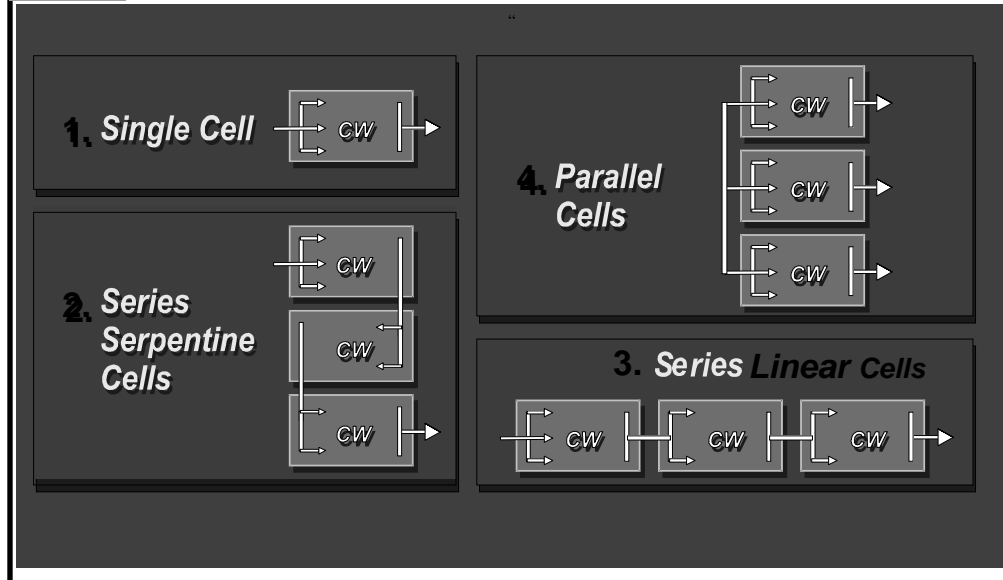 “
1. Single Cell
CW
2. Series
Serpentine
Cells
CW
CW
CW
4. Parallel
Cells
CW
CW
CW
3. Series Linear Cells
CW CW CW